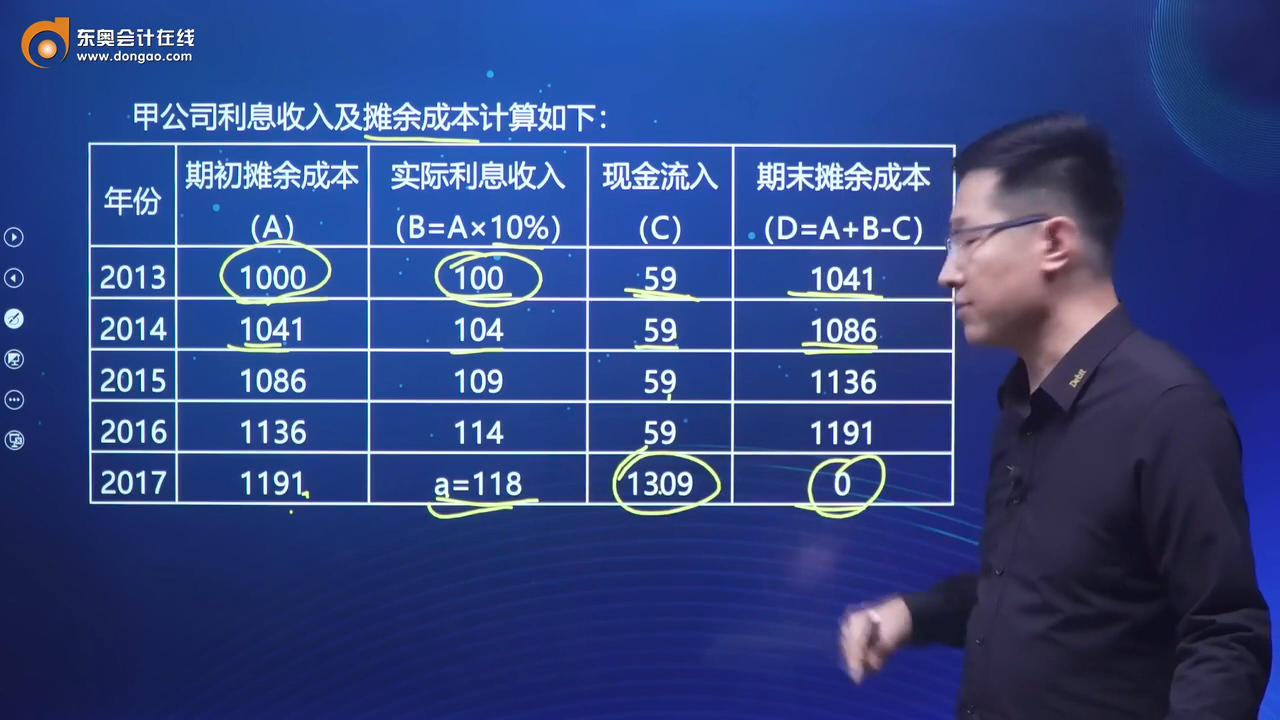 东奥会计在线
www.dongao.com
甲公司利息收入及摊余成本计算如下：
年份 期初摊余成本（A） 实际利息收入（B=A×10%） 现金流入（C） 期末摊余成本（D=A+B-C）
2013 1000 100 59 1041
2014 1041 104 59 1086
2015 1086 109 59 1136
2016 1136 114 59 1191
2017 1191 a=118 1309 0
Debit